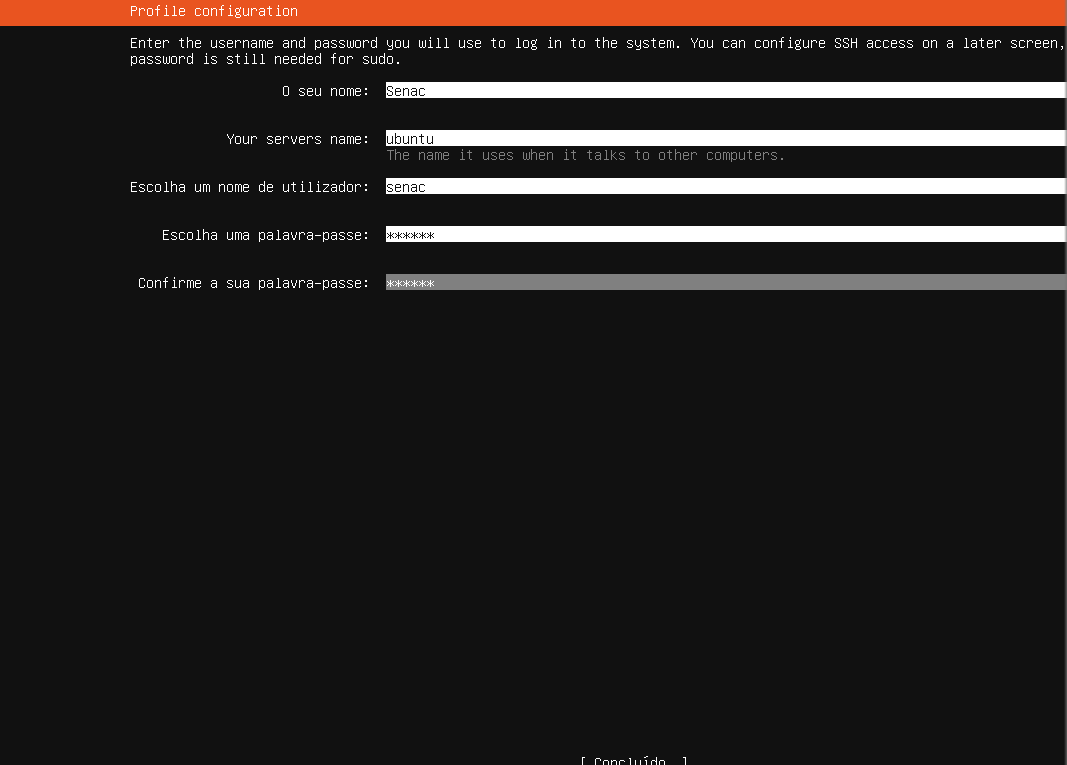 Profile configuration
Enter the username and password you will use to log in to the system. You can configure SSH access on a later screen,
password is still needed for sudo.
O seu nome: Senac
Your servers name: ubuntu
The name it uses when it talks to other computers.
Escolha um nome de utilizador: senac
Escolha uma palavra-passe: ******
Confirme a sua palavra-passe: ******
[ Concluído ]